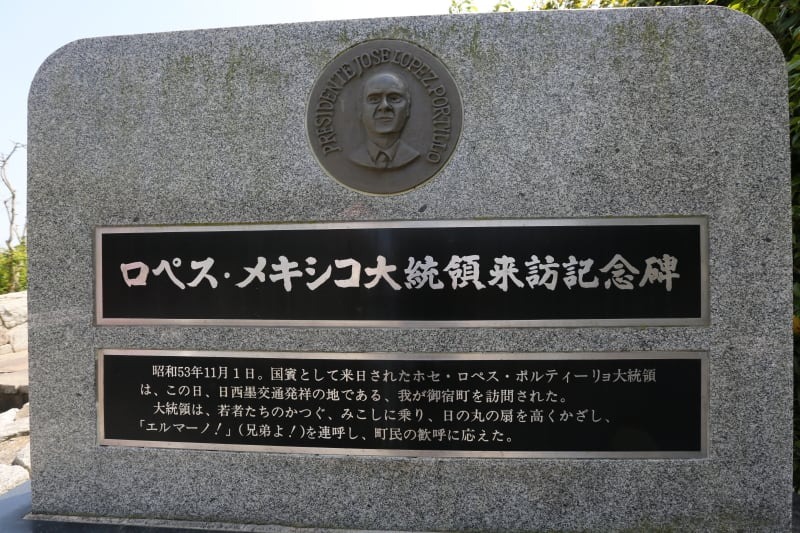 PRESIDENTE JOSE LOPEZ PORTILLO
ロペス・メキシコ大統領来訪記念碑
昭和53年11月1日。国賓として来日されたホセ・ロペス・ポルティーリョ大統領
は、この日、日西墨交通発祥の地である、我が御宿町を訪問された。
大統領は、若者たちのかつぐ、みこしに乗り、日の丸の扇を高くかざし、
「エルマーノ!」(兄弟よ!)を連呼し、町民の歓呼に応えた。